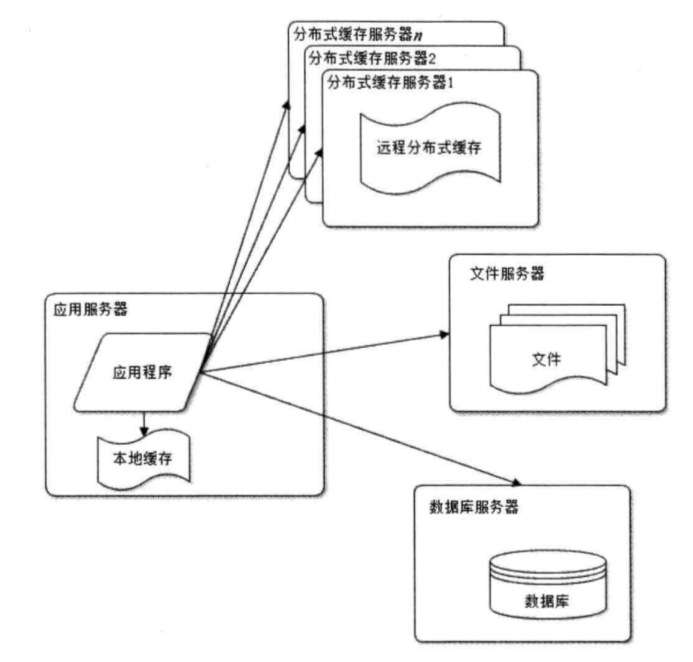 分布式缓存服务器n
分布式缓存服务器2
分布式缓存服务器1
远程分布式缓存
文件服务器
文件
应用服务器
应用程序
本地缓存
数据库服务器
数据库